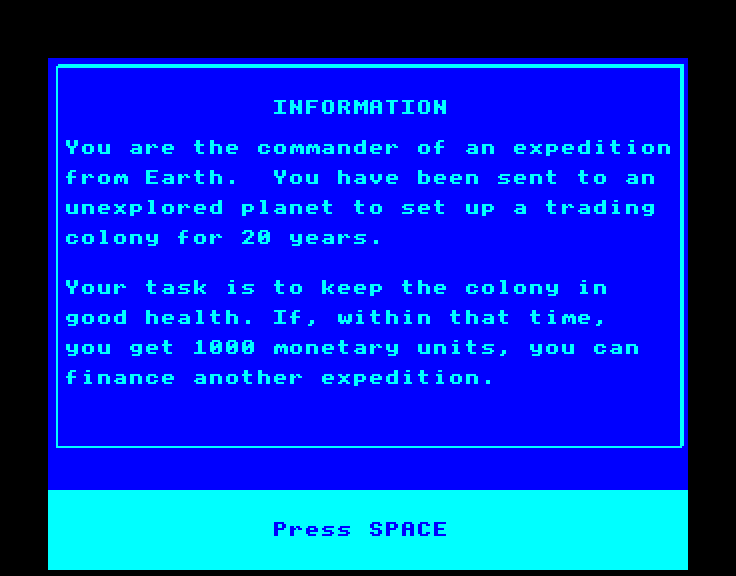 INFORMATION
You are the commander of an expedition
from Earth.  You have been sent to an
unexplored planet to set up a trading
colony for 20 years.
Your task is to keep the colony in
good health. If, within that time,
you get 1000 monetary units, you can
finance another expedition.
Press SPACE